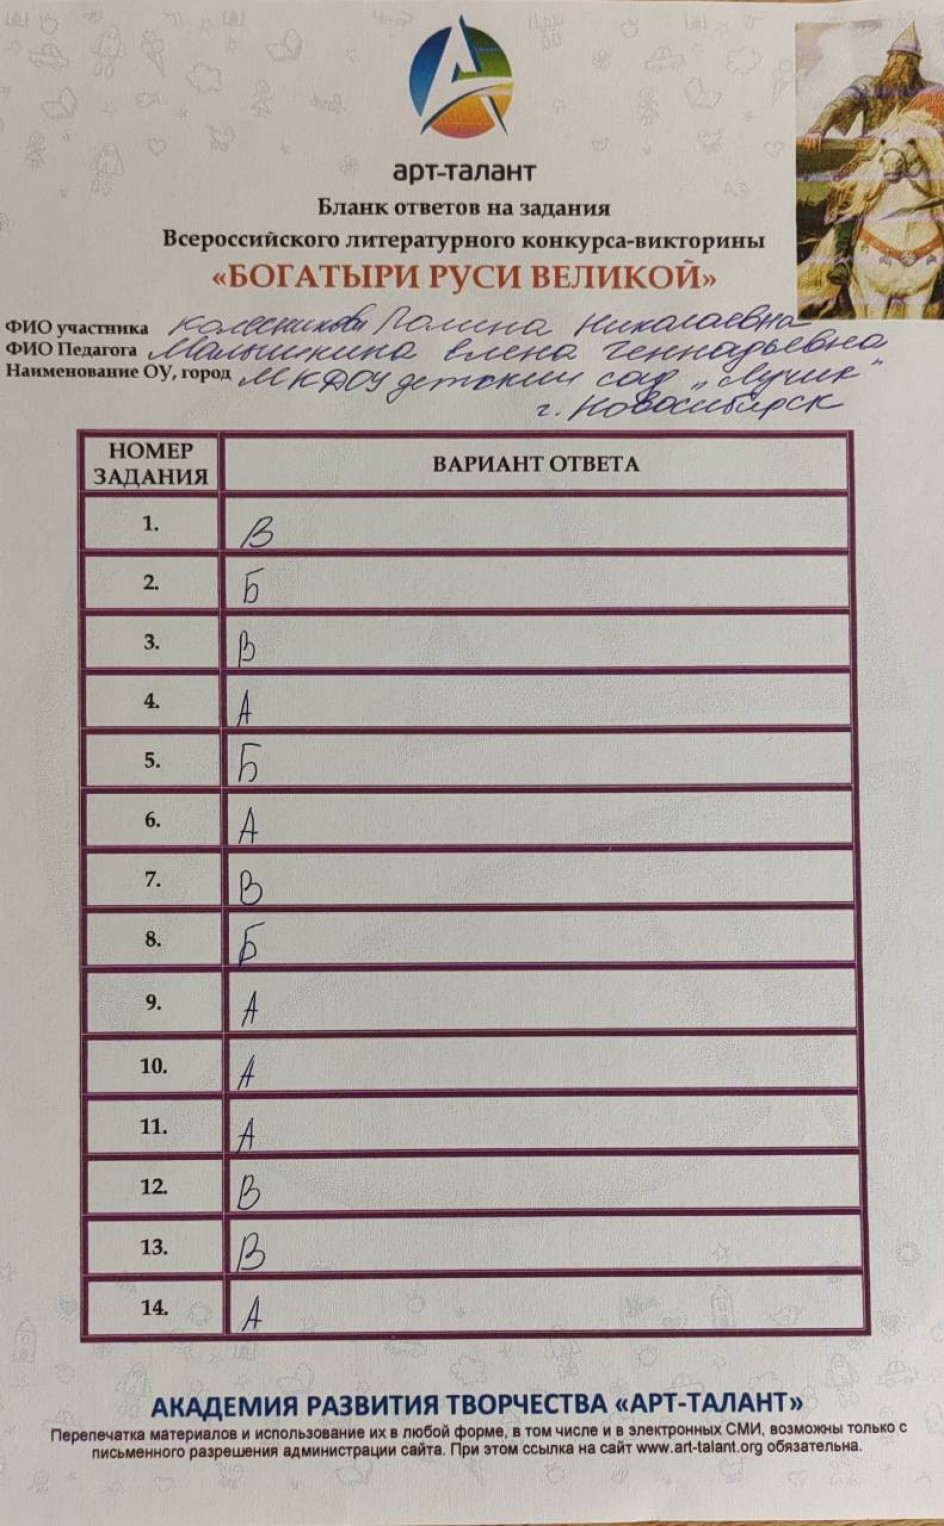 арт-талант
Бланк ответов на задания
Всероссийского литературного конкурса-викторины
«БОГАТЫРИ РУСИ ВЕЛИКОЙ»
ФИО участника Колесникова Полина Николаевна
ФИО Педагога Малышкина Елена Геннадьевна
Наименование ОУ, город МКДОУ детский сад „Лучик“
г. Новосибирск
НОМЕР ЗАДАНИЯ ВАРИАНТ ОТВЕТА
1. В
2. Б
3. В
4. А
5. Б
6. А
7. В
8. Б
9. А
10. А
11. А
12. В
13. В
14. А
АКАДЕМИЯ РАЗВИТИЯ ТВОРЧЕСТВА «АРТ-ТАЛАНТ»
Перепечатка материалов и использование их в любой форме, в том числе и в электронных СМИ, возможны только с
письменного разрешения администрации сайта. При этом ссылка на сайт www.art-talant.org обязательна.